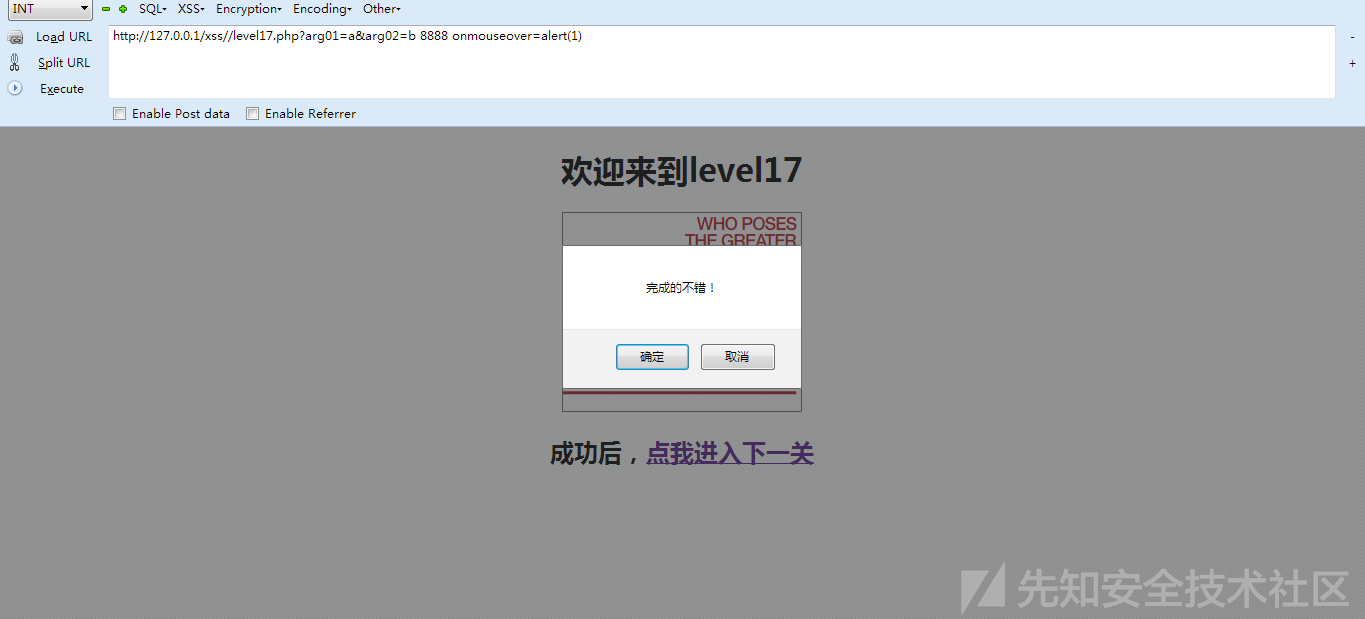 INT SQL· XSS· Encryption· Encoding· Other·
Load URL
http://127.0.0.1/xss//level17.php?arg01=a&arg02=b 8888 onmouseover=alert(1)
Split URL
Execute
Enable Post data Enable Referrer
欢迎来到level17
WHO POSES
THE GREATER
完成的不错！
确定 取消
成功后，点我进入下一关
先知安全技术社区